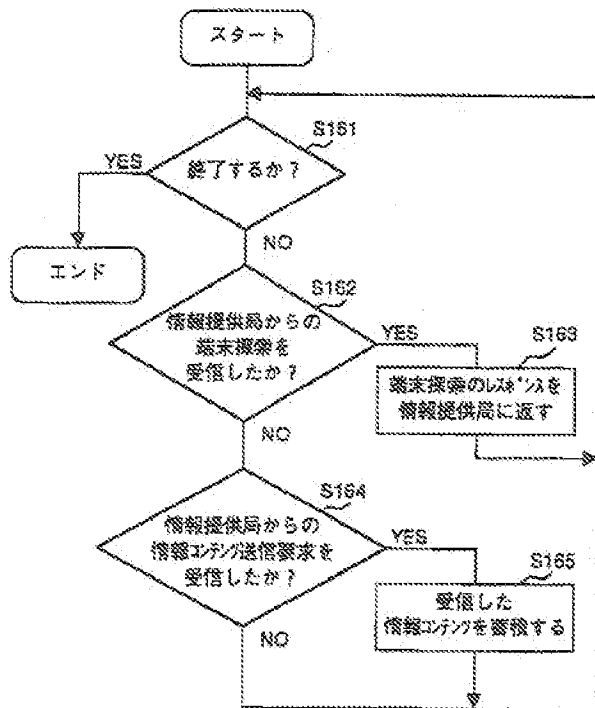 スタート
S161
YES
終了するか?
NO
エンド
S162
情報提供局からの
端末探索を
受信したか?
YES
S163
端末探索のレスポンスを
情報提供局に返す
NO
S164
情報提供局からの
情報コンテンツ送信要求を
受信したか?
YES
S165
受信した
情報コンテンツを蓄積する
NO